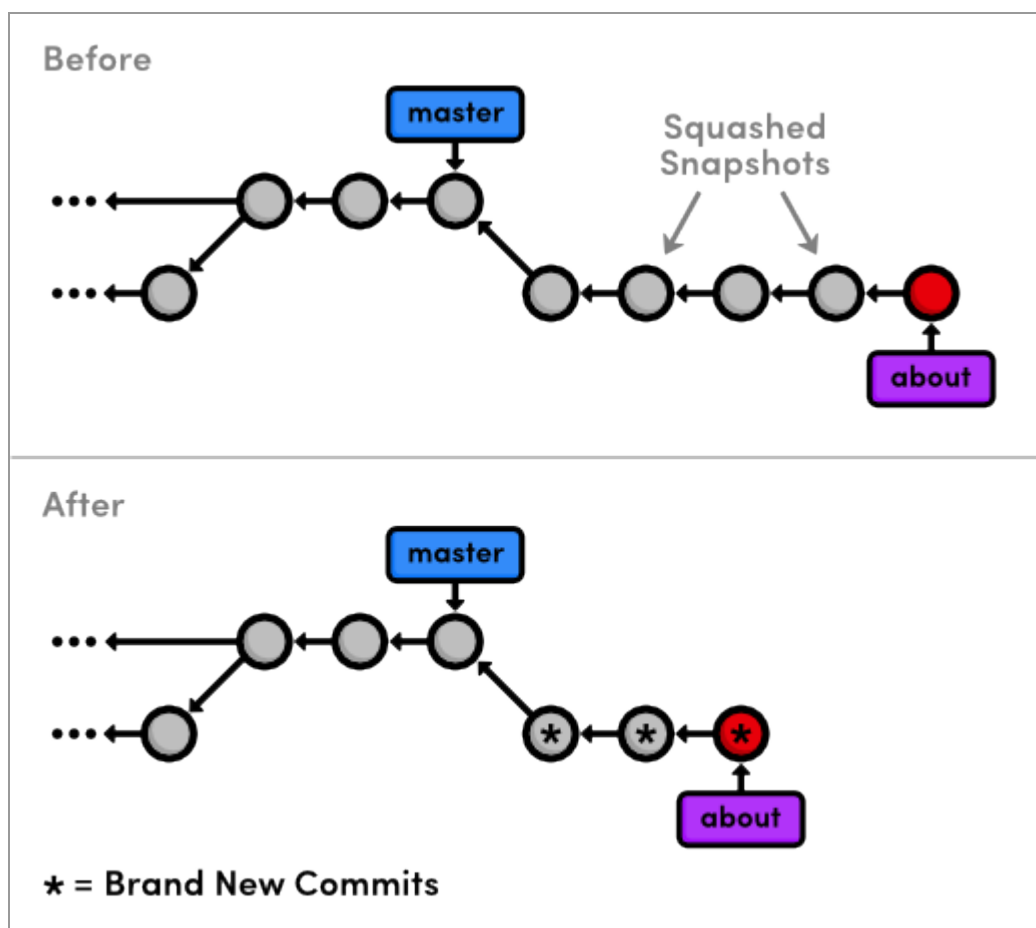 Before
master
Squashed
Snapshots
about
After
master
* * *
about
* = Brand New Commits